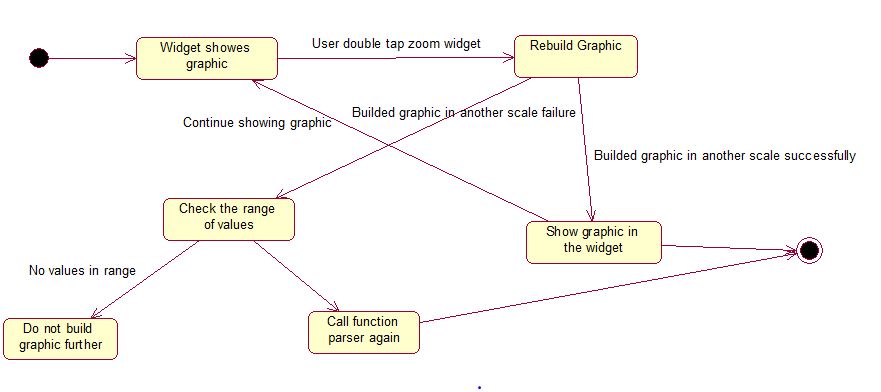 Widget showes
graphic
User double tap zoom widget
Rebuild Graphic
Continue showing graphic
Builded graphic in another scale failure
Builded graphic in another scale successfully
Check the range
of values
Show graphic in
the widget
No values in range
Do not build
graphic further
Call function
parser again